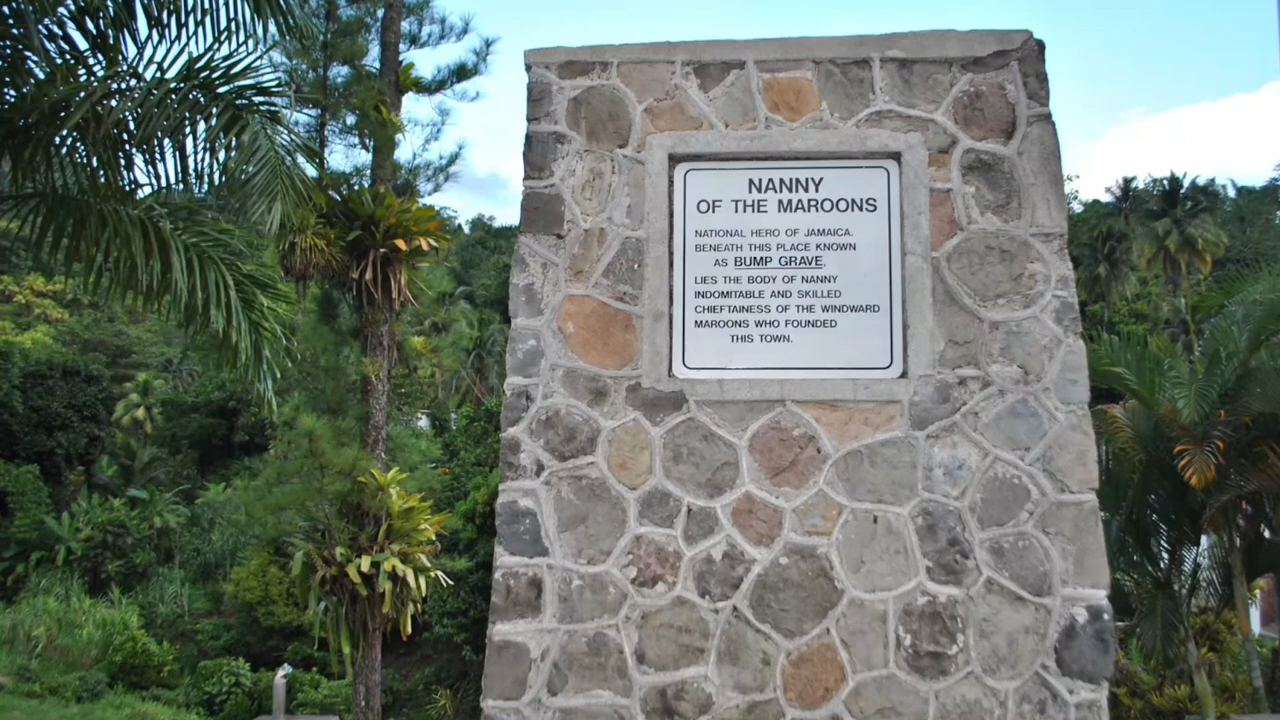 NANNY
OF THE MAROONS
NATIONAL HERO OF JAMAICA.
BENEATH THIS PLACE KNOWN
AS BUMP GRAVE,
LIES THE BODY OF NANNY
INDOMITABLE AND SKILLED
CHIEFTAINESS OF THE WINDWARD
MAROONS WHO FOUNDED
THIS TOWN.